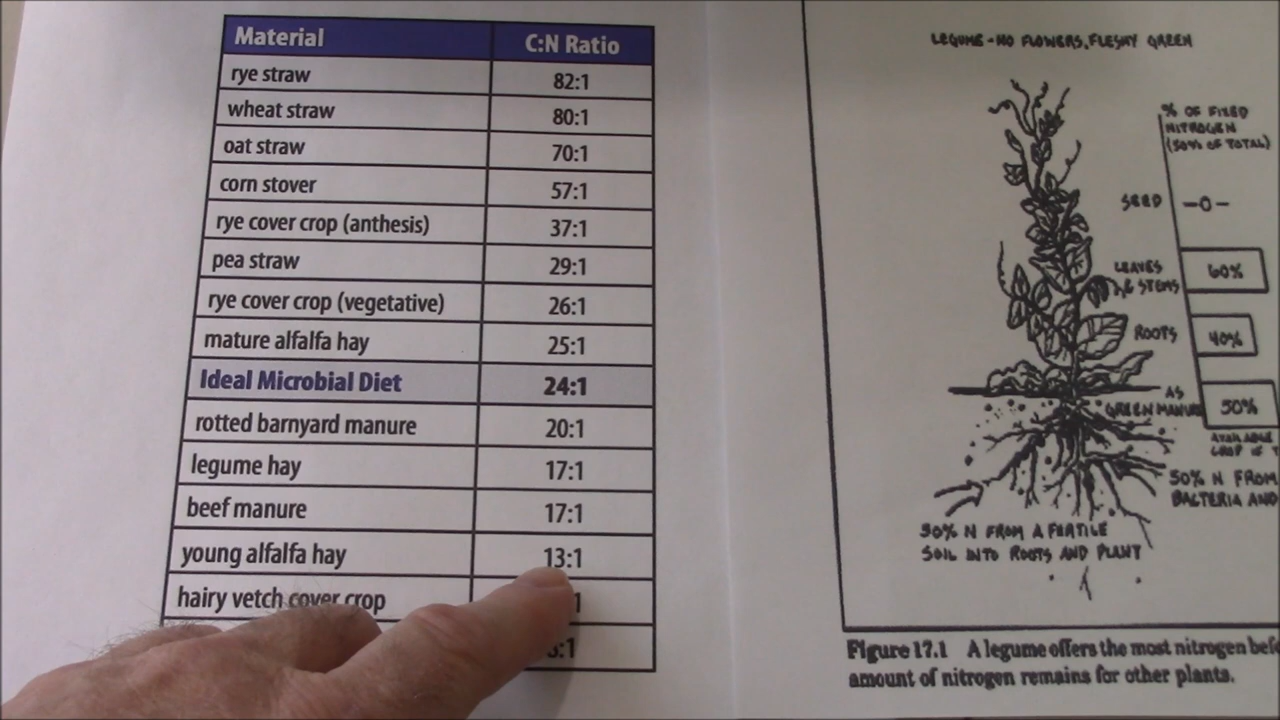 Material C:N Ratio
rye straw 82:1
wheat straw 80:1
oat straw 70:1
corn stover 57:1
rye cover crop (anthesis) 37:1
pea straw 29:1
rye cover crop (vegetative) 26:1
mature alfalfa hay 25:1
Ideal Microbial Diet 24:1
rotted barnyard manure 20:1
legume hay 17:1
beef manure 17:1
young alfalfa hay 13:1
hairy vetch cover crop
:1
LEGUME - NO FLOWERS, FLESHY GREEN
% OF FIXED
NITROGEN
(50% OF TOTAL)
SEED -0-
LEAVES
& STEMS 60%
ROOTS 40%
AS
GREEN MANURE 50%
AVAILABLE
CROP
50% N FROM
BACTERIA AND
50% N FROM A FERTILE
SOIL INTO ROOTS AND PLANT
Figure 17.1 A legume offers the most nitrogen
amount of nitrogen remains for other plants.